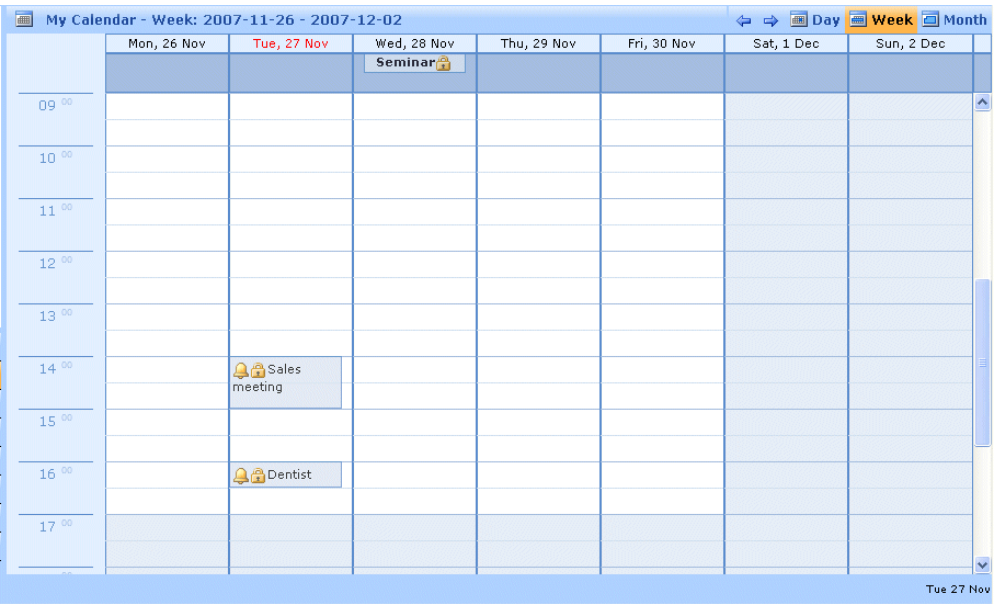 My Calendar - Week: 2007-11-26 - 2007-12-02 Day Week Month
Mon, 26 Nov Tue, 27 Nov Wed, 28 Nov Thu, 29 Nov Fri, 30 Nov Sat, 1 Dec Sun, 2 Dec
Seminar
09 00
10 00
11 00
12 00
13 00
14 00 Sales
meeting
15 00
16 00 Dentist
17 00
Tue 27 Nov